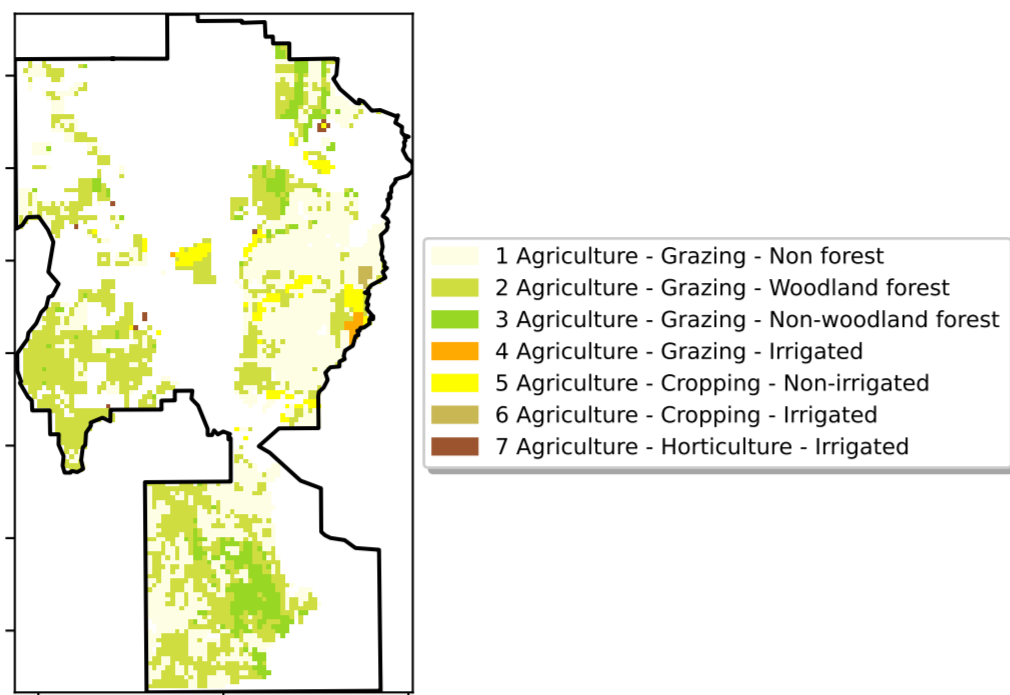 1 Agriculture - Grazing - Non forest
2 Agriculture - Grazing - Woodland forest
3 Agriculture - Grazing - Non-woodland forest
4 Agriculture - Grazing - Irrigated
5 Agriculture - Cropping - Non-irrigated
6 Agriculture - Cropping - Irrigated
7 Agriculture - Horticulture - Irrigated